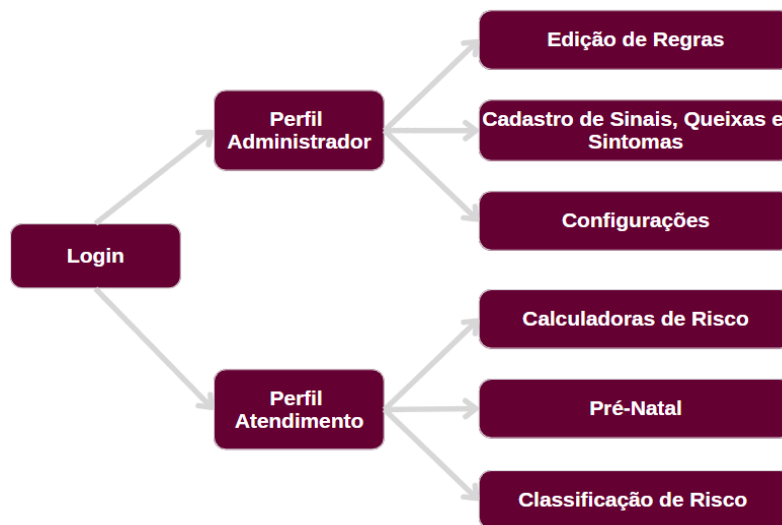 Edição de Regras
Perfil
Administrador
Cadastro de Sinais, Queixas e
Sintomas
Configurações
Login
Calculadoras de Risco
Perfil
Atendimento
Pré-Natal
Classificação de Risco